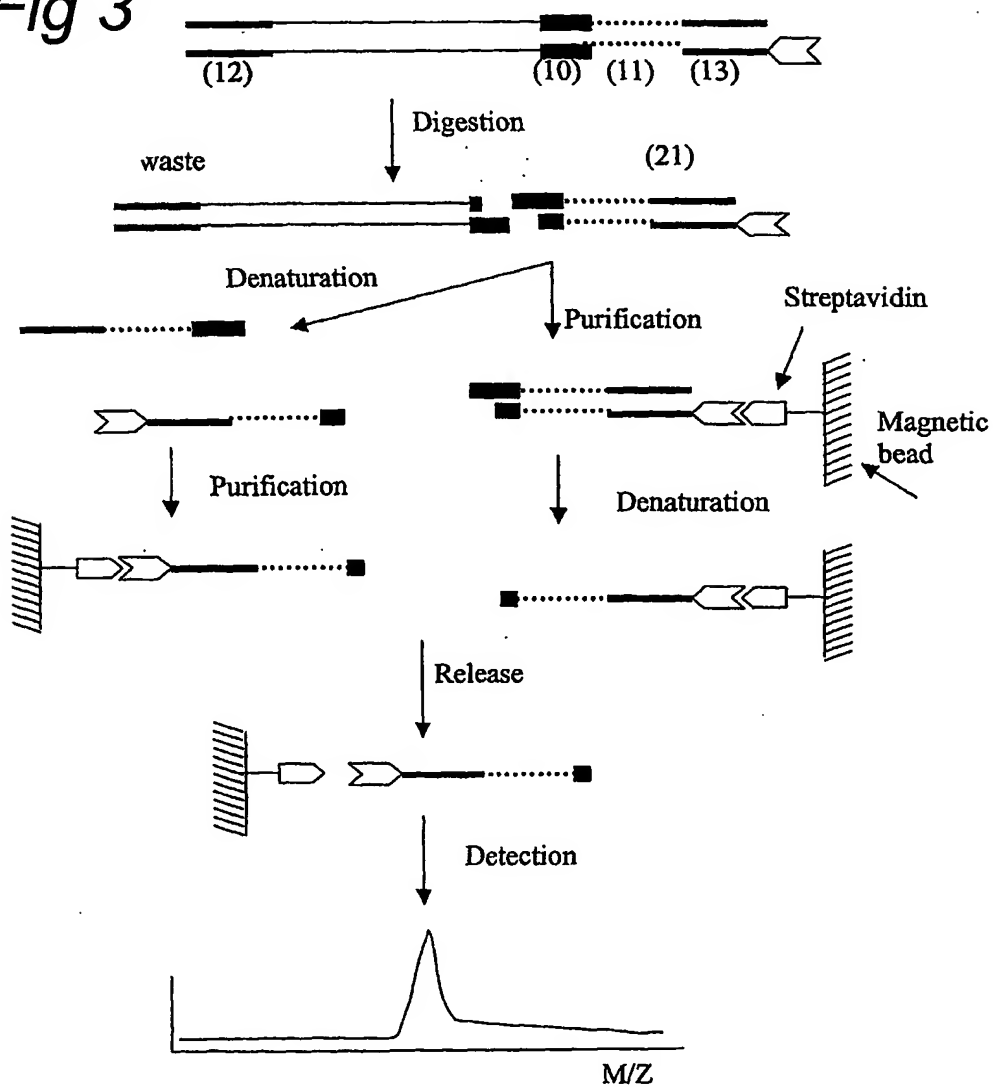 Fig 3
(12) (10) (11) (13)
Digestion
waste
(21)
Denaturation
Streptavidin
Purification
Magnetic
bead
Purification
Denaturation
Release
Detection
M/Z